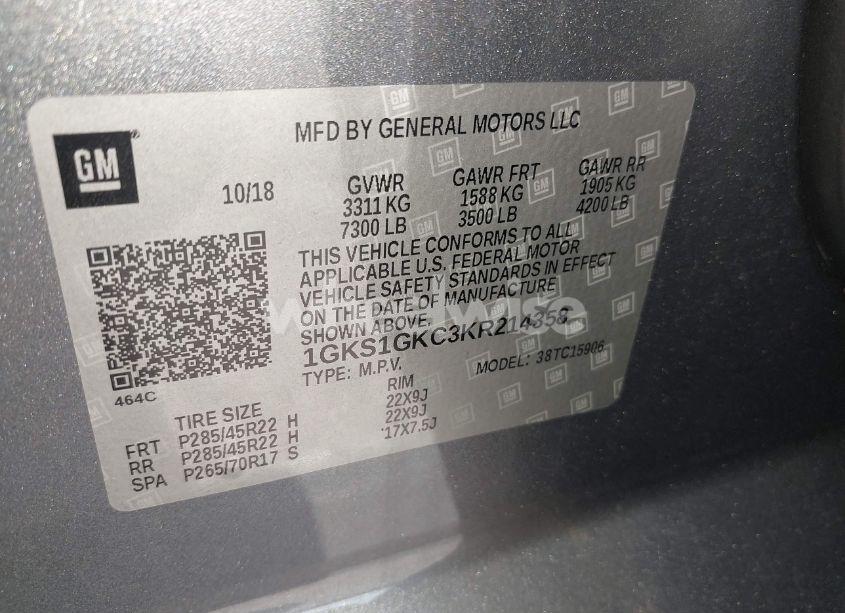 MFD BY GENERAL MOTORS LLC
GM
10/18
GVWR
3311 KG
7300 LB
GAWR FRT
1588 KG
3500 LB
GAWR RR
1905 KG
4200 LB
THIS VEHICLE CONFORMS TO ALL
APPLICABLE U.S. FEDERAL MOTOR
VEHICLE SAFETY STANDARDS IN EFFECT
ON THE DATE OF MANUFACTURE
SHOWN ABOVE.
1GKS1GKC3KR214358
TYPE: M.P.V.
MODEL: 38TC15906
464C
TIRE SIZE
RIM
FRT P285/45R22 H 22X9J
RR P285/45R22 H 22X9J
SPA P265/70R17 S 17X7.5J